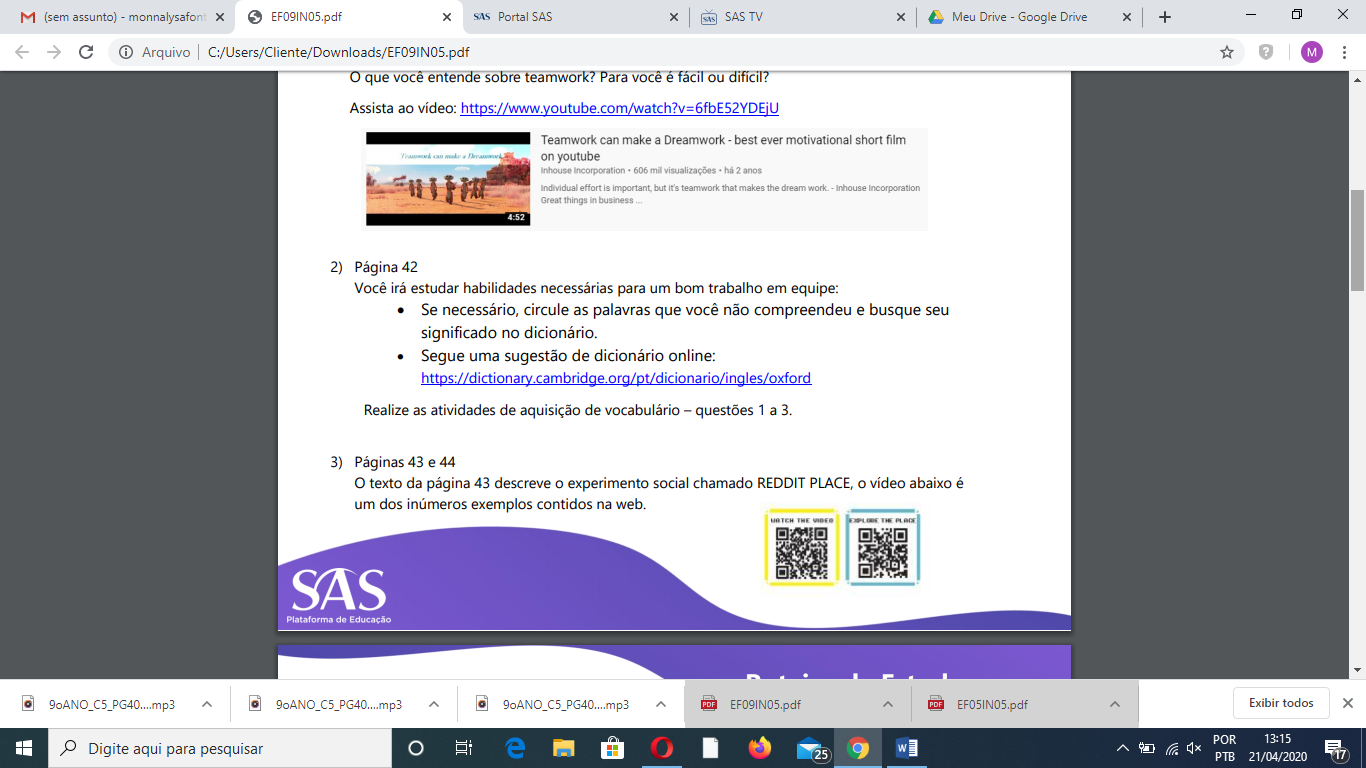 (sem assunto) - monnalysafont
EF09IN05.pdf
SAS Portal SAS
SAS TV
Meu Drive - Google Drive
Arquivo C:/Users/Cliente/Downloads/EF09IN05.pdf
M
O que você entende sobre teamwork? Para você é fácil ou difícil?
Assista ao vídeo: https://www.youtube.com/watch?v=6fbE52YDEjU
Teamwork can make a Dreamwork
4:52
Teamwork can make a Dreamwork - best ever motivational short film
on youtube
Inhouse Incorporation • 606 mil visualizações • há 2 anos
Individual effort is important, but it's teamwork that makes the dream work. - Inhouse Incorporation
Great things in business ...
2) Página 42
Você irá estudar habilidades necessárias para um bom trabalho em equipe:
• Se necessário, circule as palavras que você não compreendeu e busque seu
significado no dicionário.
• Segue uma sugestão de dicionário online:
https://dictionary.cambridge.org/pt/dicionario/ingles/oxford
Realize as atividades de aquisição de vocabulário – questões 1 a 3.
3) Páginas 43 e 44
O texto da página 43 descreve o experimento social chamado REDDIT PLACE, o vídeo abaixo é
um dos inúmeros exemplos contidos na web.
WATCH THE VIDEO
EXPLORE THE PLACE
SAS
Plataforma de Educação
9oANO_C5_PG40....mp3
9oANO_C5_PG40....mp3
9oANO_C5_PG40....mp3
PDF EF09IN05.pdf
PDF EF05IN05.pdf
Exibir todos
Digite aqui para pesquisar
25
POR
PTB
13:15
21/04/2020
17